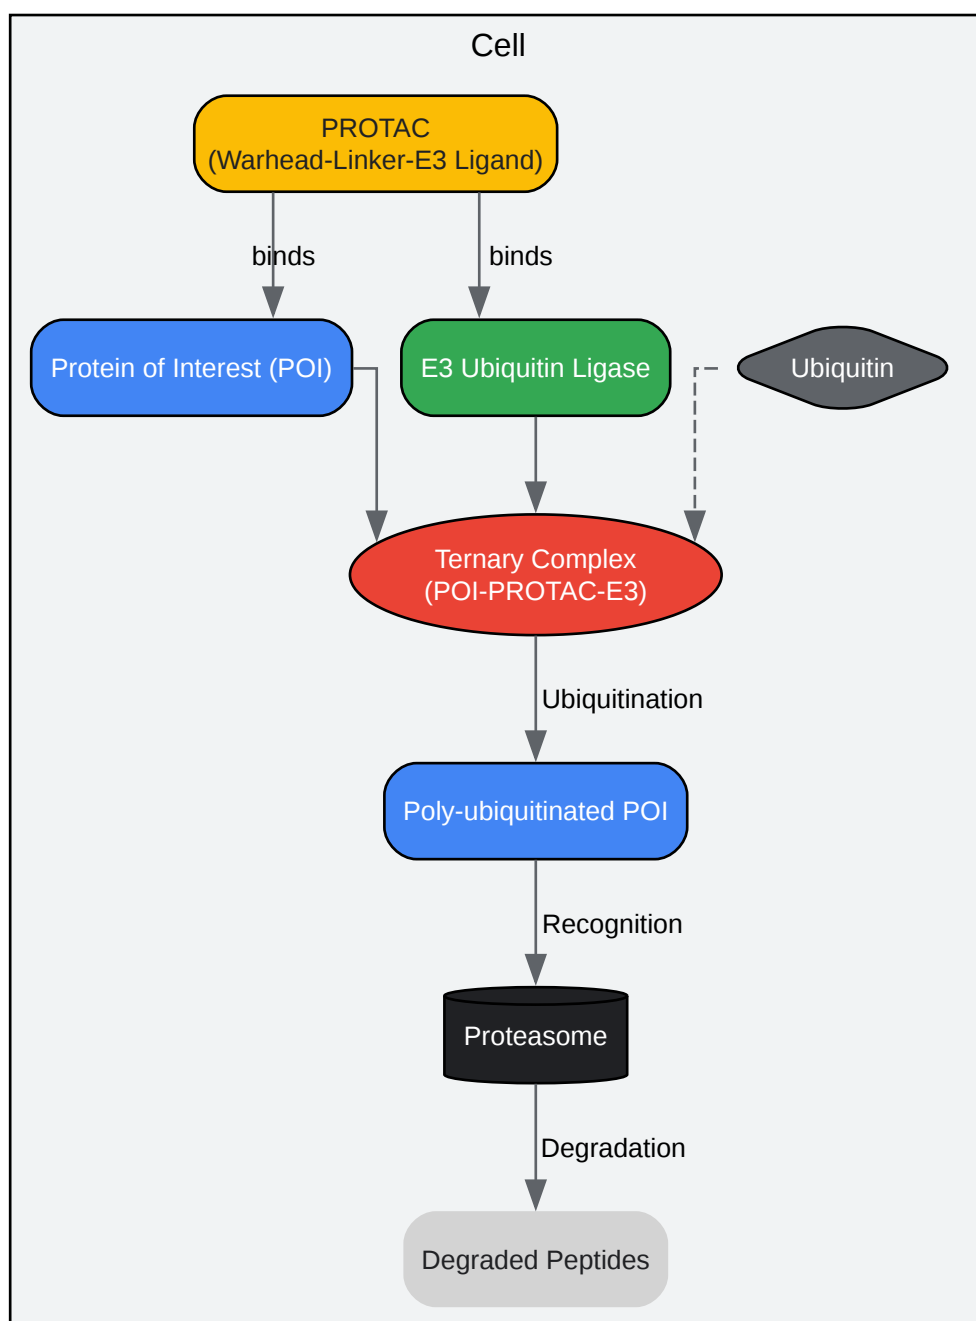 Cell
PROTAC
(Warhead-Linker-E3 Ligand)
binds
binds
Protein of Interest (POI)
E3 Ubiquitin Ligase
Ubiquitin
Ternary Complex
(POI-PROTAC-E3)
Ubiquitination
Poly-ubiquitinated POI
Recognition
Proteasome
Degradation
Degraded Peptides